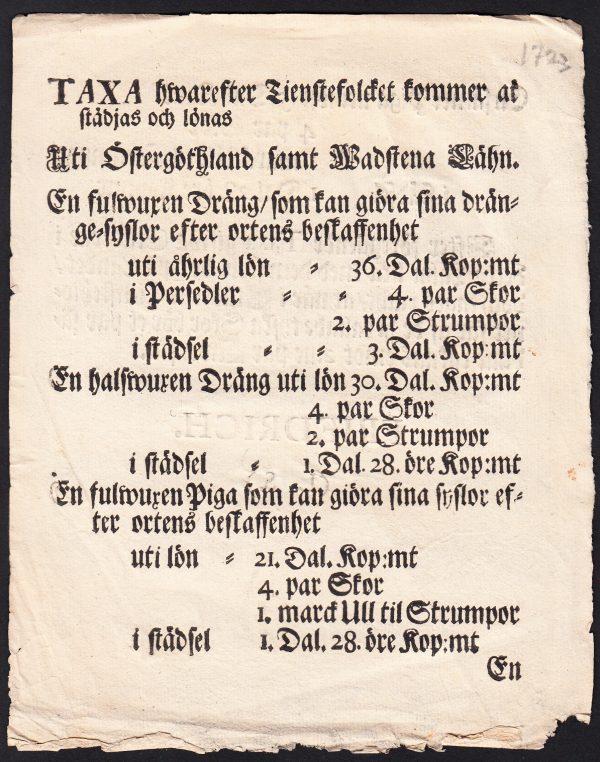 1723
TAXA hwarefter Tienstefolcket kommer at
städjas och lönas
Uti Östergöthland samt Wadstena Lähn.
En fulwuxen Dräng/ som kan giöra sina drän-
ge-syslor efter ortens beskaffenhet
uti åhrlig lön - 36. Dal. Kop:mt
i Persedler - - 4. par Skor
2. par Strumpor
i städsel - - 3. Dal. Kop:mt
En halfwuxen Dräng uti lön 30. Dal. Kop:mt
4. par Skor
2. par Strumpor
i städsel - 1. Dal. 28. öre Kop:mt
En fulwuxen Piga som kan giöra sina syslor ef-
ter ortens beskaffenhet
uti lön - 21. Dal. Kop:mt
4. par Skor
1. marck Ull til Strumpor
i städsel 1. Dal. 28. öre Kop:mt
En